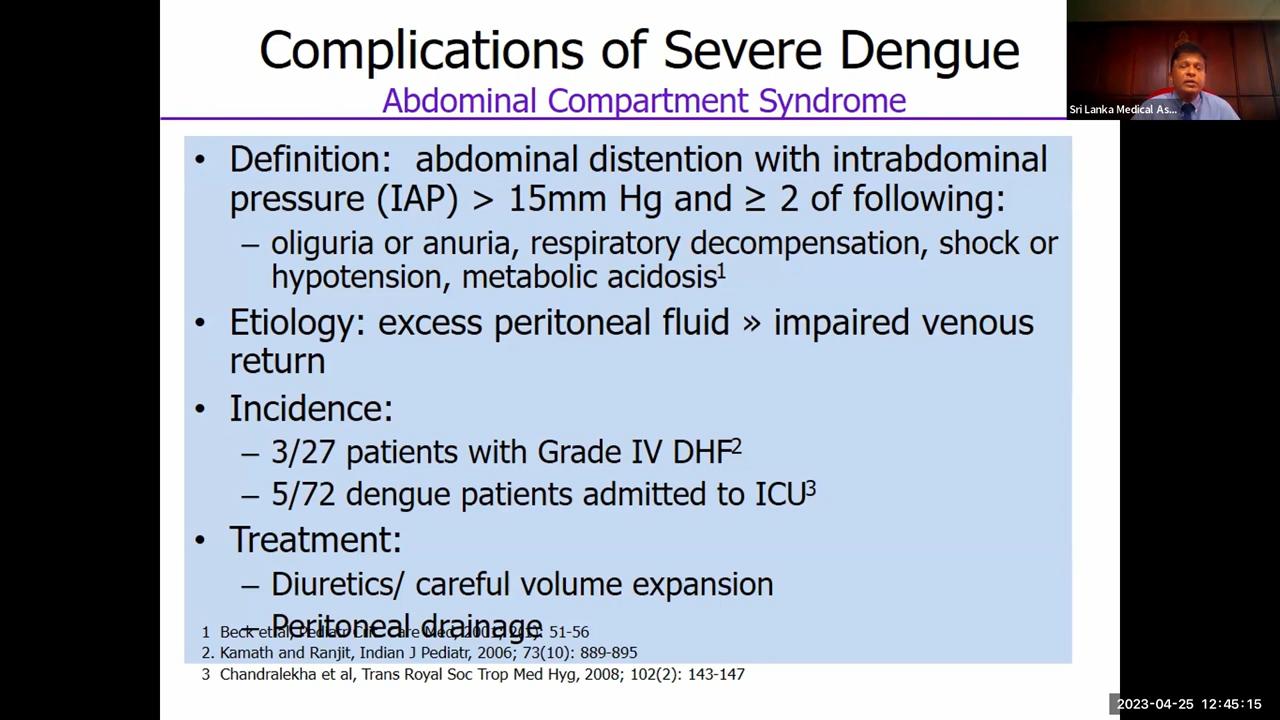 Complications of Severe Dengue
Abdominal Compartment Syndrome
Sri Lanka Medical As...
• Definition: abdominal distention with intrabdominal
pressure (IAP) > 15mm Hg and ≥ 2 of following:
– oliguria or anuria, respiratory decompensation, shock or
hypotension, metabolic acidosis1
• Etiology: excess peritoneal fluid » impaired venous
return
• Incidence:
– 3/27 patients with Grade IV DHF2
– 5/72 dengue patients admitted to ICU3
• Treatment:
– Diuretics/ careful volume expansion
– Peritoneal drainage
1 Beck et al, Pediatr Crit Care Med, 2001; : 51-56
2. Kamath and Ranjit, Indian J Pediatr, 2006; 73(10): 889-895
3 Chandralekha et al, Trans Royal Soc Trop Med Hyg, 2008; 102(2): 143-147
2023-04-25 12:45:15